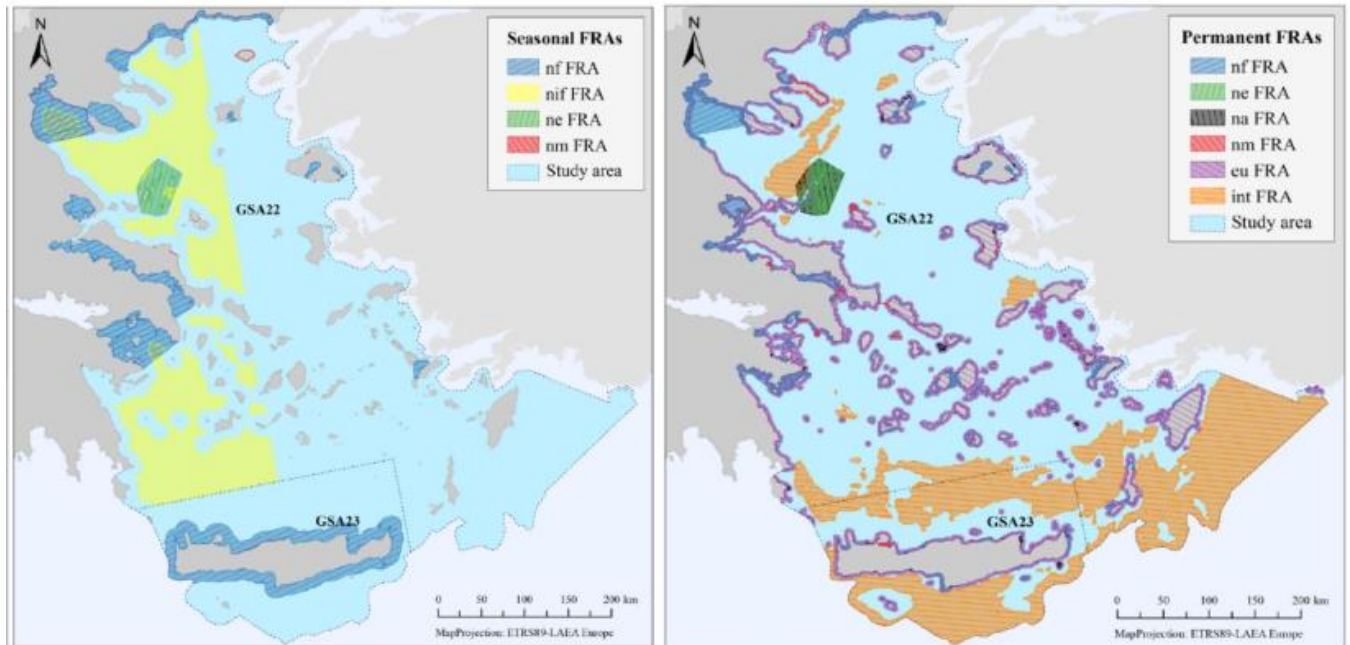 N
Seasonal FRAs
nf FRA
nif FRA
ne FRA
nm FRA
Study area
GSA22
GSA23
0 50 100 150 200 km
MapProjection: ETRS89-LAEA Europe
N
Permanent FRAs
nf FRA
ne FRA
na FRA
nm FRA
eu FRA
int FRA
Study area
GSA22
GSA23
0 50 100 150 200 km
MapProjection: ETRS89-LAEA Europe